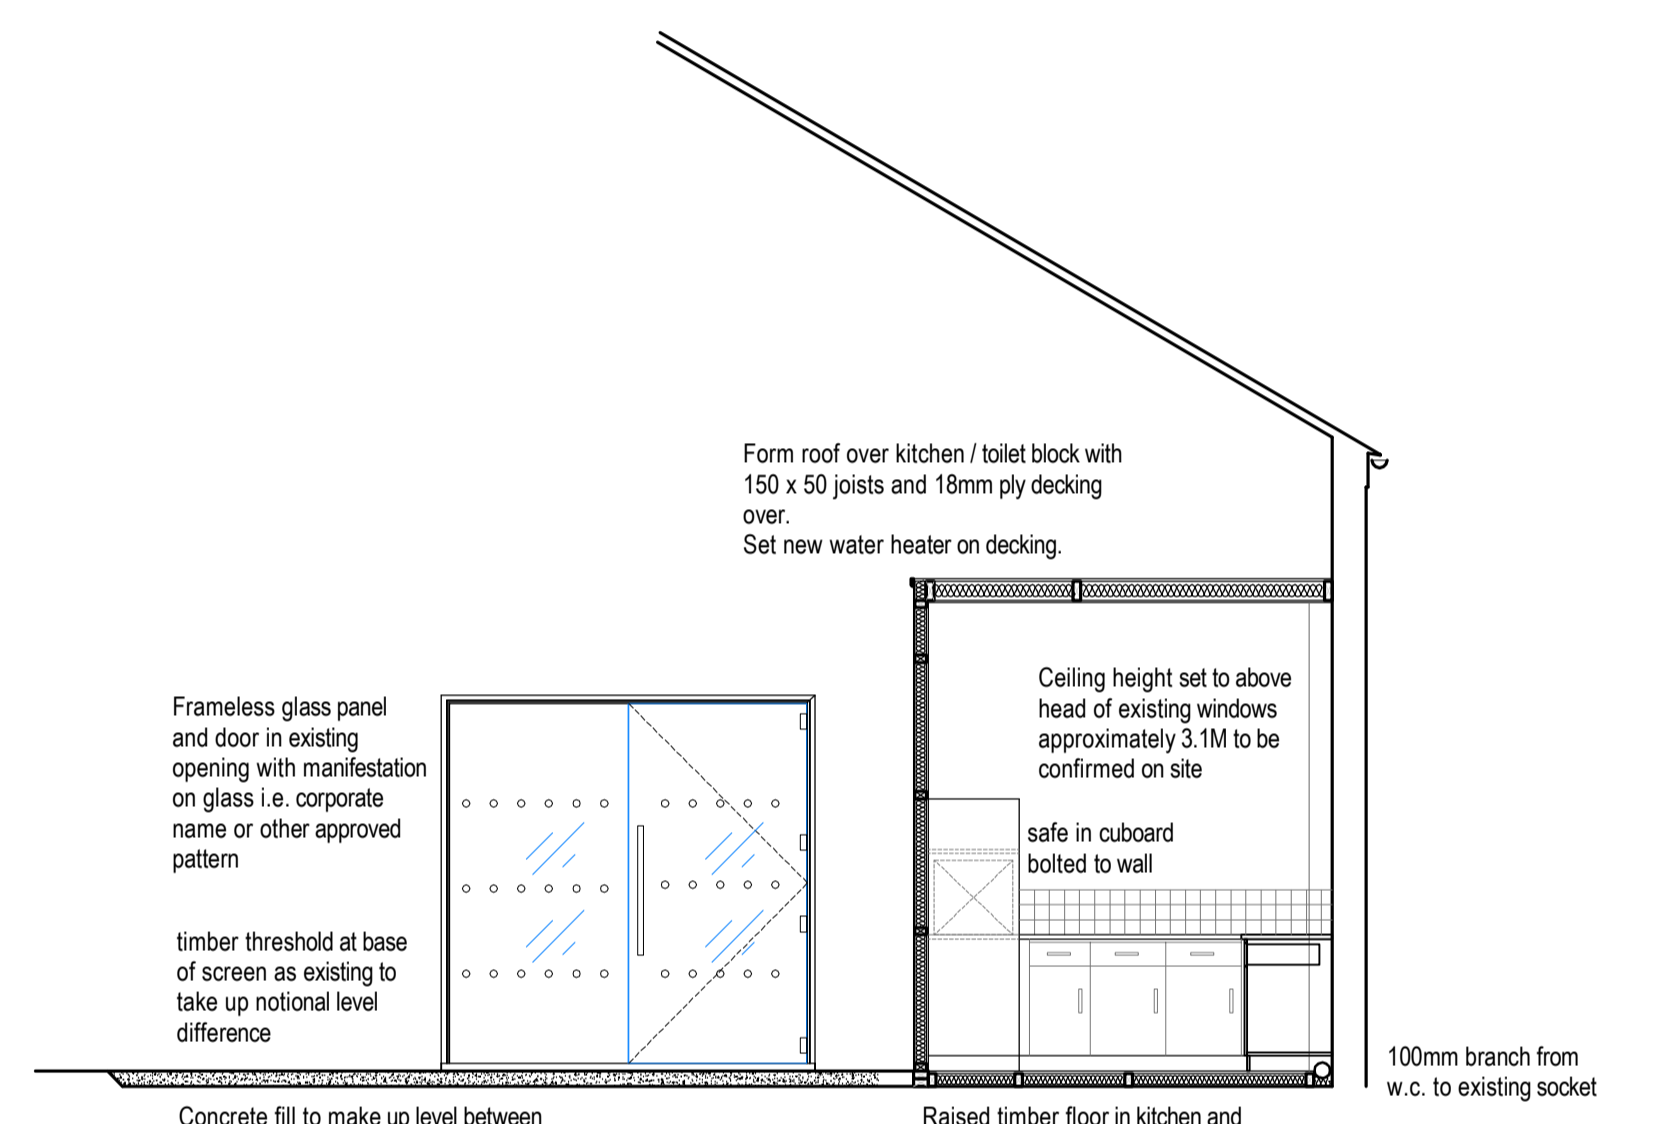 Form roof over kitchen / toilet block with
150 x 50 joists and 18mm ply decking
over.
Set new water heater on decking.
Frameless glass panel
and door in existing
opening with manifestation
on glass i.e. corporate
name or other approved
pattern
Ceiling height set to above
head of existing windows
approximately 3.1M to be
confirmed on site
safe in cuboard
bolted to wall
timber threshold at base
of screen as existing to
take up notional level
difference
100mm branch from
w.c. to existing socket
Concrete fill to make up level between
Raised timber floor in kitchen and